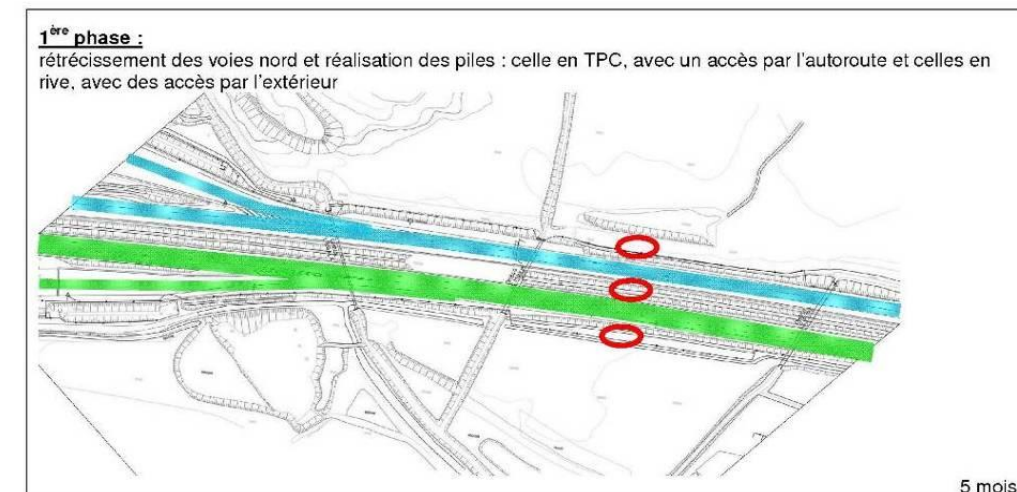 1ère phase :
rétrécissement des voies nord et réalisation des piles : celle en TPC, avec un accès par l'autoroute et celles en
rive, avec des accès par l'extérieur
5 mois